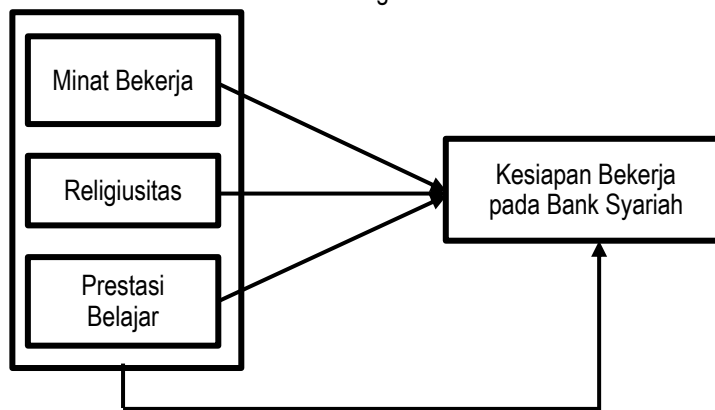 Minat Bekerja
Religiusitas
Prestasi
Belajar
Kesiapan Bekerja
pada Bank Syariah